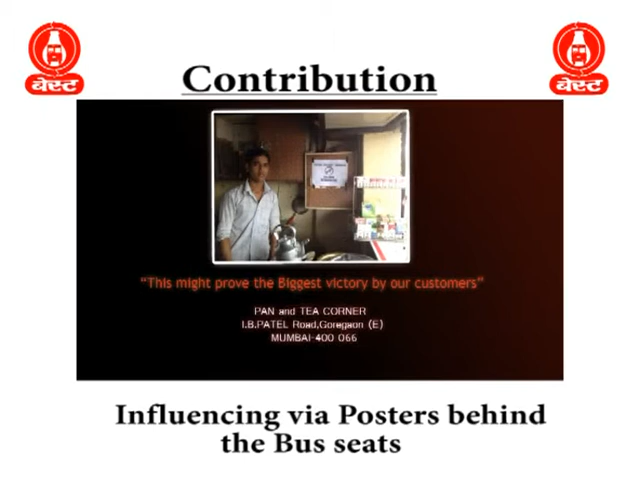 Contribution
बेस्ट
बेस्ट
"This might prove the Biggest victory by our customers"
PAN and TEA CORNER
I.B.PATEL Road,Goregaon (E)
MUMBAI-400 066
Influencing via Posters behind
the Bus seats